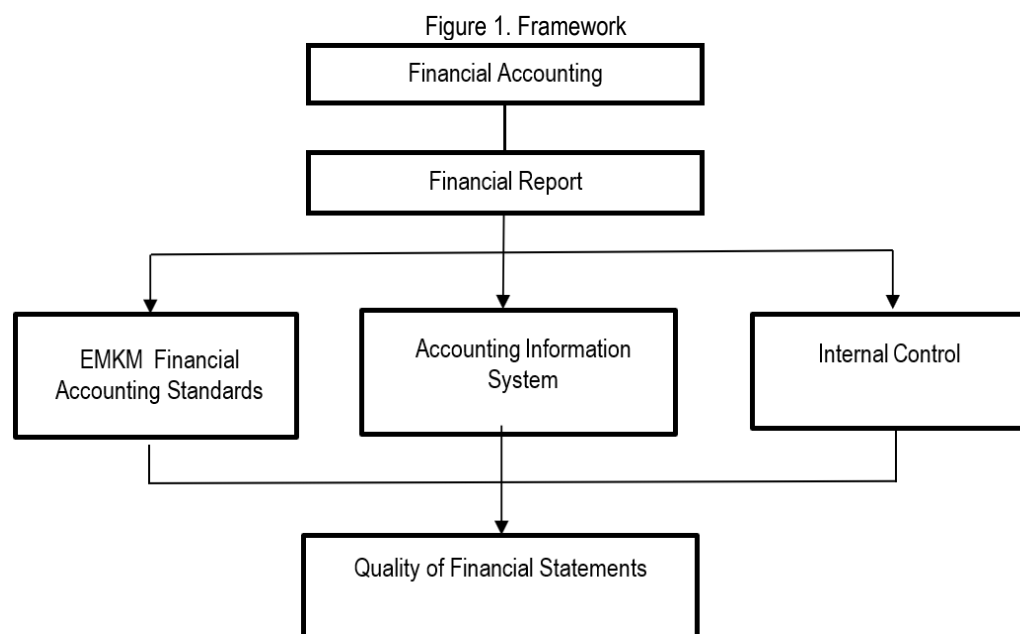 Figure 1. Framework
Financial Accounting
Financial Report
EMKM  Financial
Accounting Standards
Accounting Information
System
Internal Control
Quality of Financial Statements